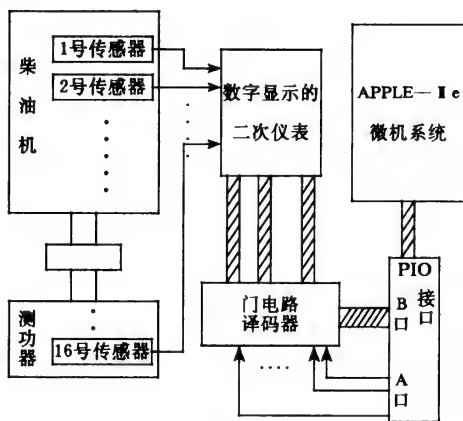 柴油机
1号传感器
2号传感器
数字显示的
二次仪表
APPLE—Ⅱe
微机系统
测功器
16号传感器
门电路
译码器
PIO
接口
B口
A口